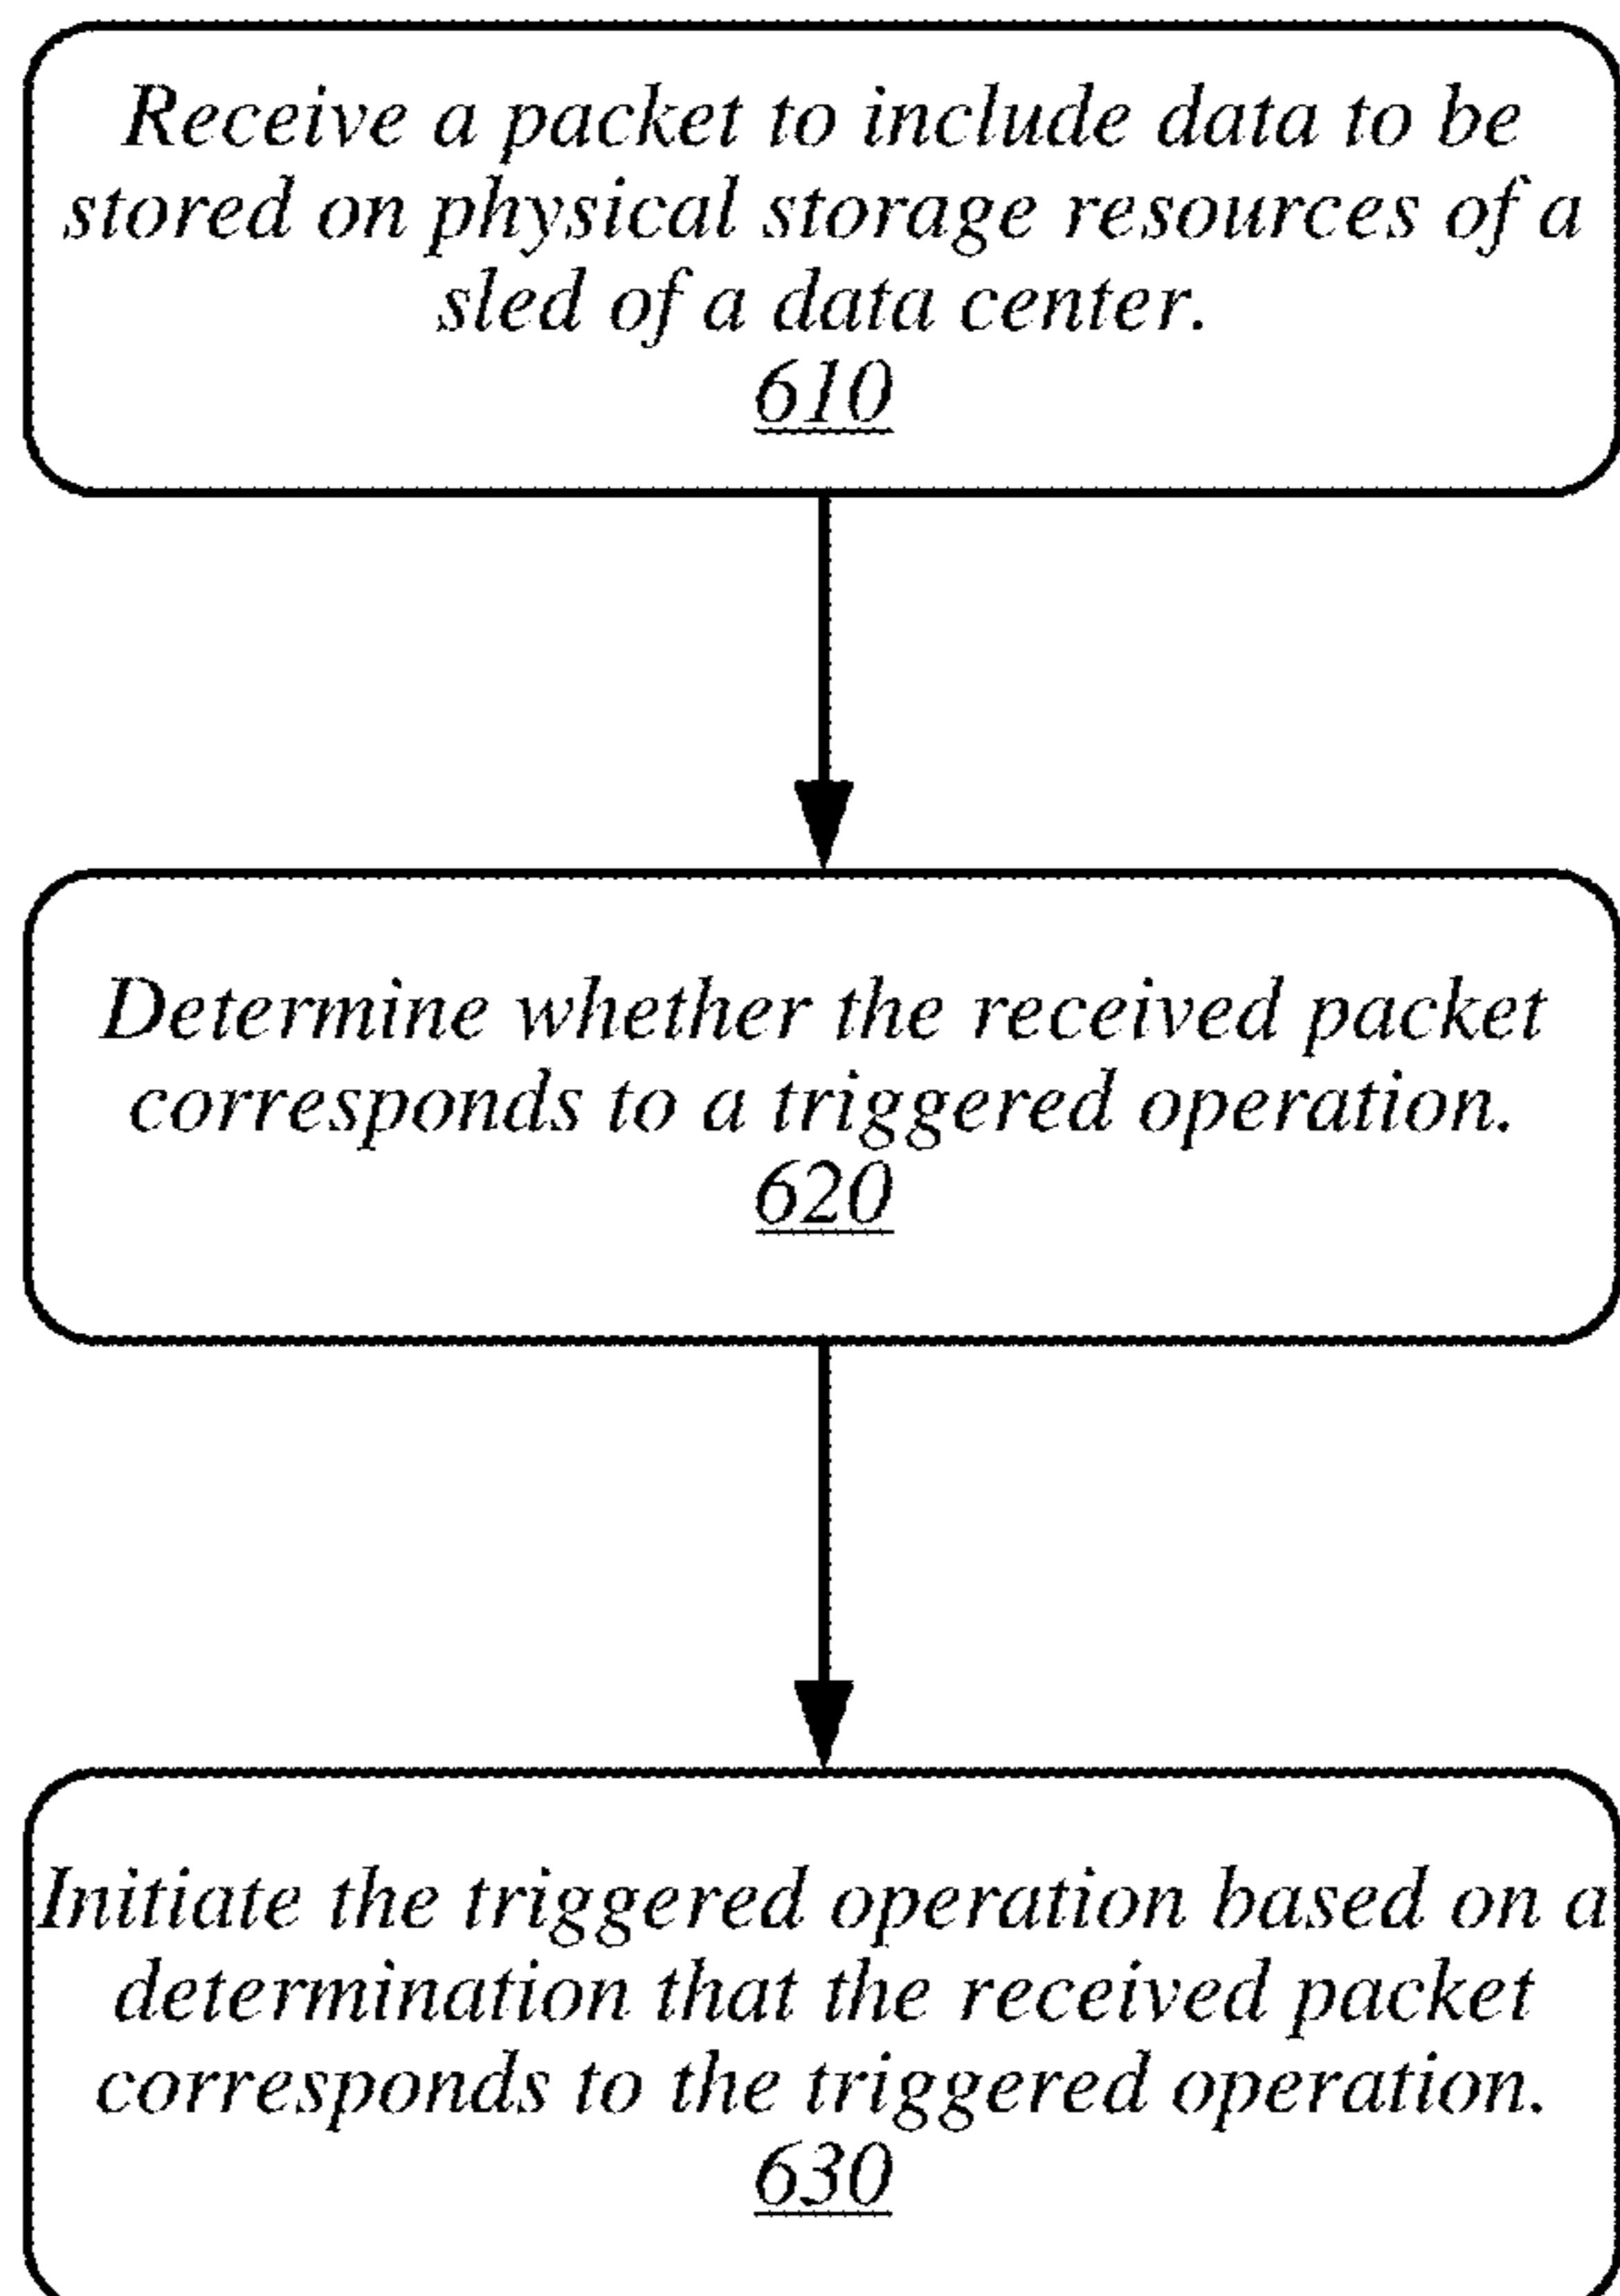 Receive a packet to include data to be
stored on physical storage resources of a
sled of a data center.
610
Determine whether the received packet
corresponds to a triggered operation.
620
Initiate the triggered operation based on a
determination that the received packet
corresponds to the triggered operation.
630